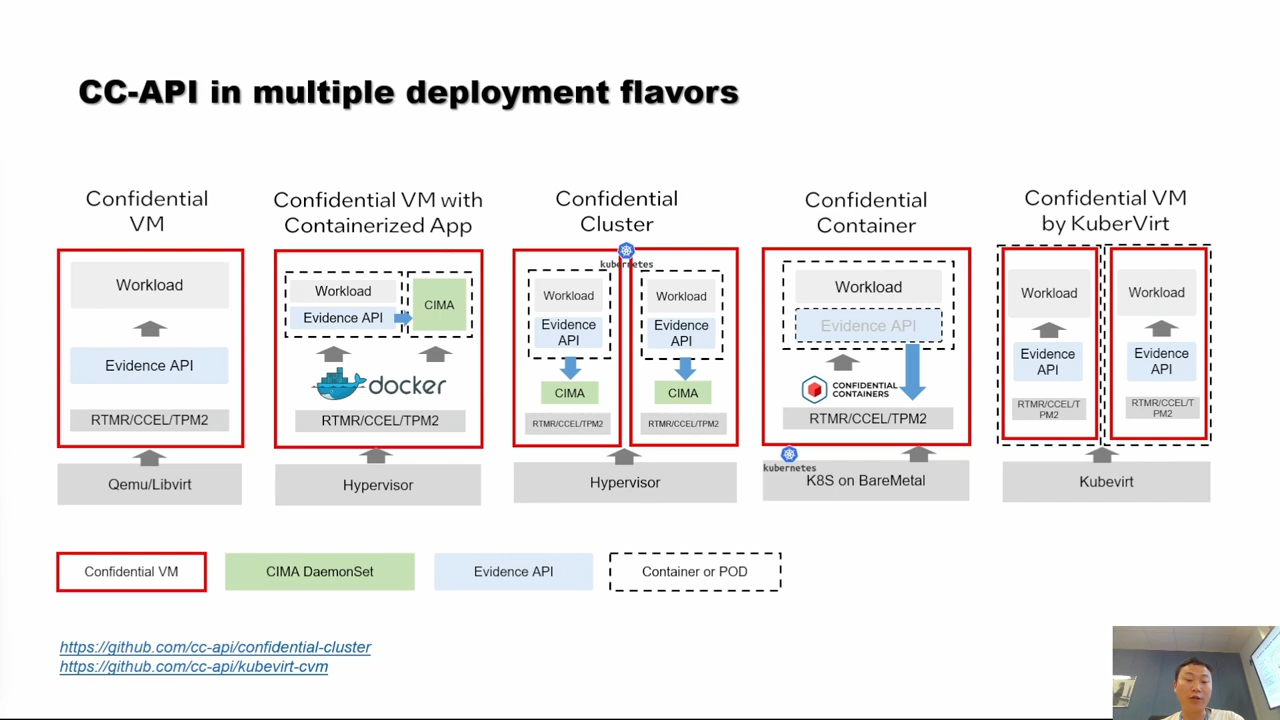 CC-API in multiple deployment flavors
Confidential
VM
Workload
Evidence API
RTMR/CCEL/TPM2
Qemu/Libvirt
Confidential VM with
Containerized App
Workload
Evidence API
CIMA
docker
RTMR/CCEL/TPM2
Hypervisor
Confidential
Cluster
kubernetes
Workload
Evidence
API
CIMA
RTMR/CCEL/TPM2
Workload
Evidence
API
CIMA
RTMR/CCEL/TPM2
Hypervisor
Confidential
Container
Workload
Evidence API
CONFIDENTIAL
CONTAINERS
RTMR/CCEL/TPM2
kubernetes
K8S on BareMetal
Confidential VM
by KuberVirt
Workload
Evidence
API
RTMR/CCEL/T
PM2
Workload
Evidence
API
RTMR/CCEL/T
PM2
Kubevirt
Confidential VM
CIMA DaemonSet
Evidence API
Container or POD
https://github.com/cc-api/confidential-cluster
https://github.com/cc-api/kubevirt-cvm